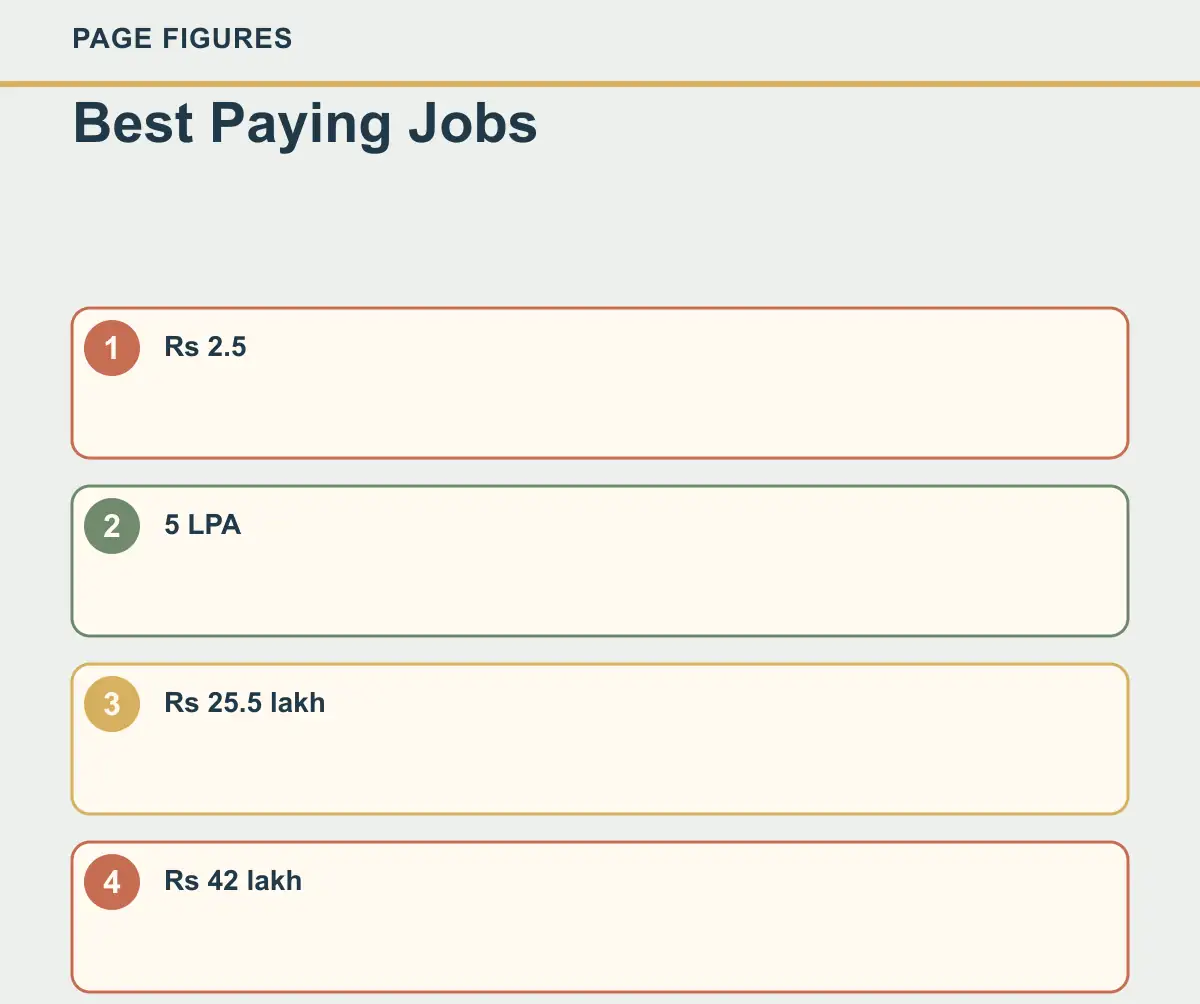 PAGE FIGURES
Best Paying Jobs
1 Rs 2.5
2 5 LPA
3 Rs 25.5 lakh
4 Rs 42 lakh